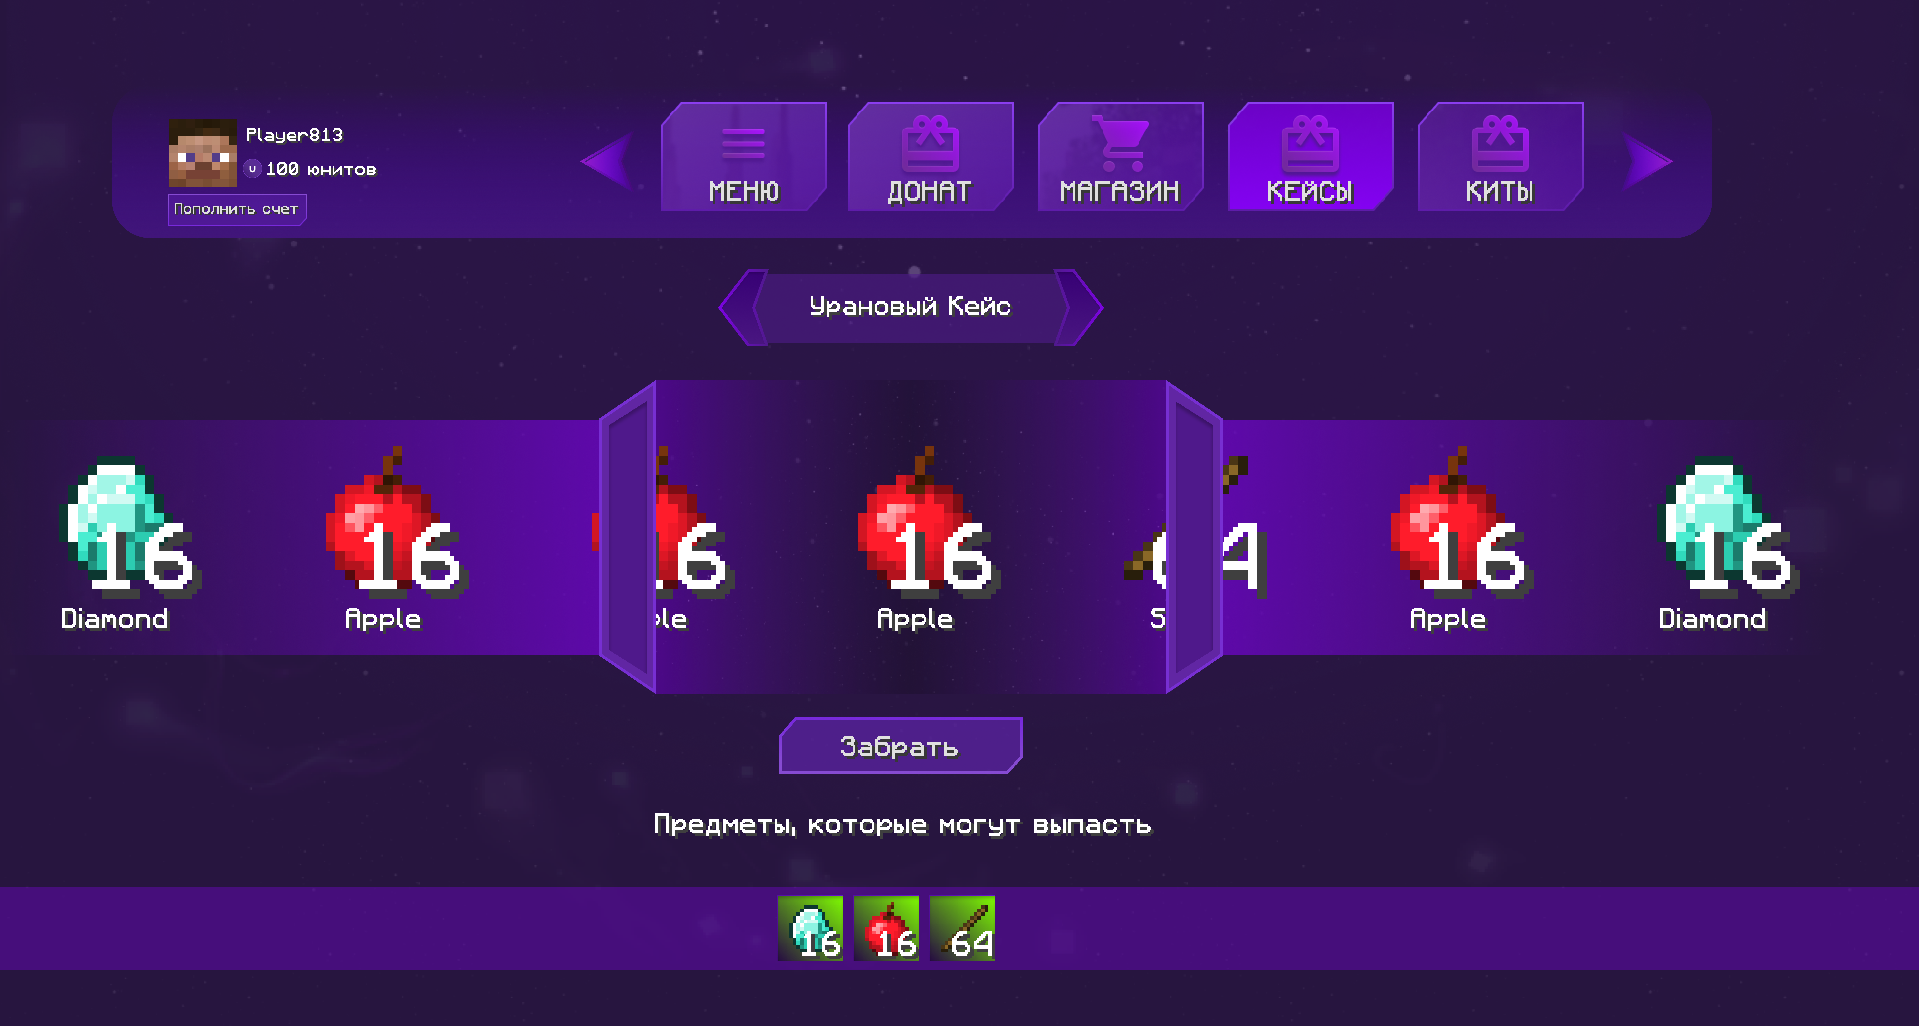 Player813
U 100 юнитов
Пополнить счет
МЕНЮ
ДОНАТ
МАГАЗИН
КЕЙСЫ
КИТЫ
Урановый Кейс
16
Diamond
16
Apple
16
16
Apple
16
Apple
16
Diamond
Забрать
Предметы, которые могут выпасть
16
16
64